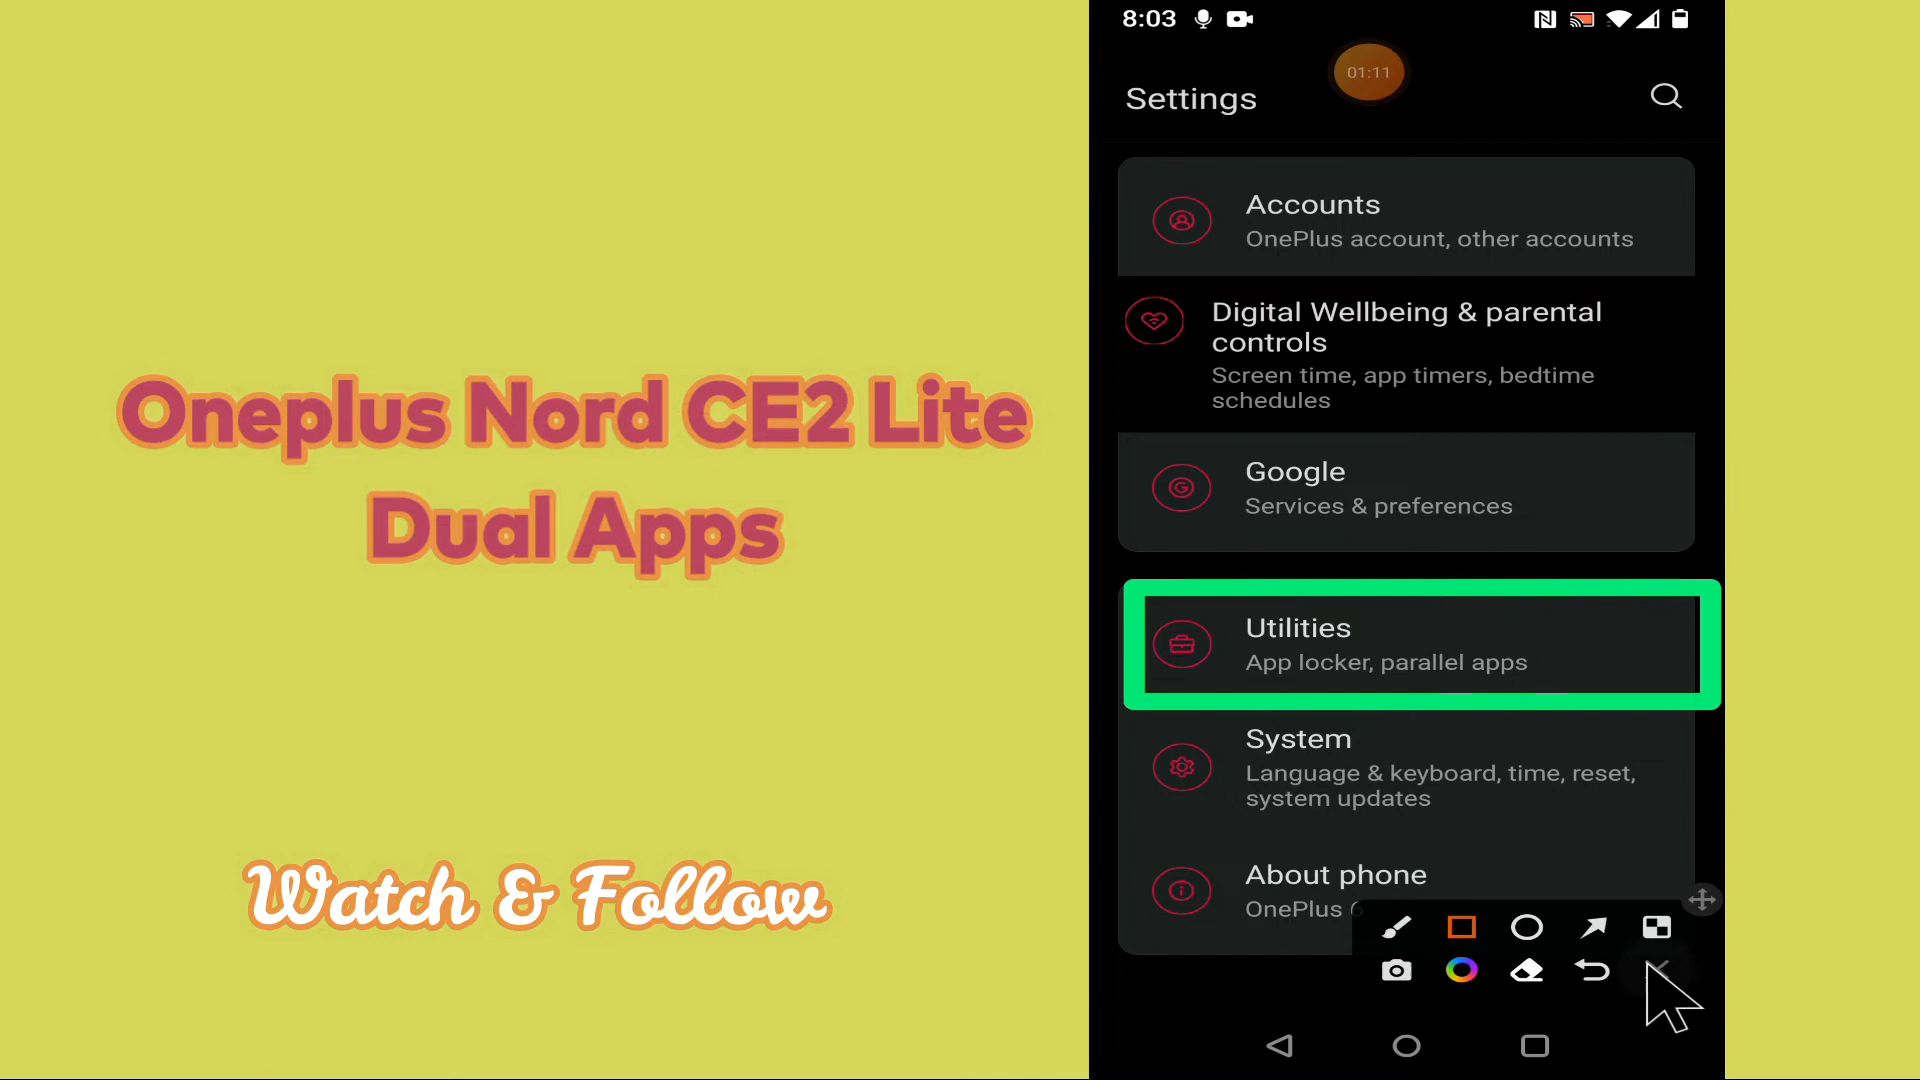 Oneplus Nord CE2 Lite
Dual Apps
Watch & Follow
8:03
01:11
Settings
Accounts
OnePlus account, other accounts
Digital Wellbeing & parental
controls
Screen time, app timers, bedtime
schedules
Google
Services & preferences
Utilities
App locker, parallel apps
System
Language & keyboard, time, reset,
system updates
About phone
OnePlus